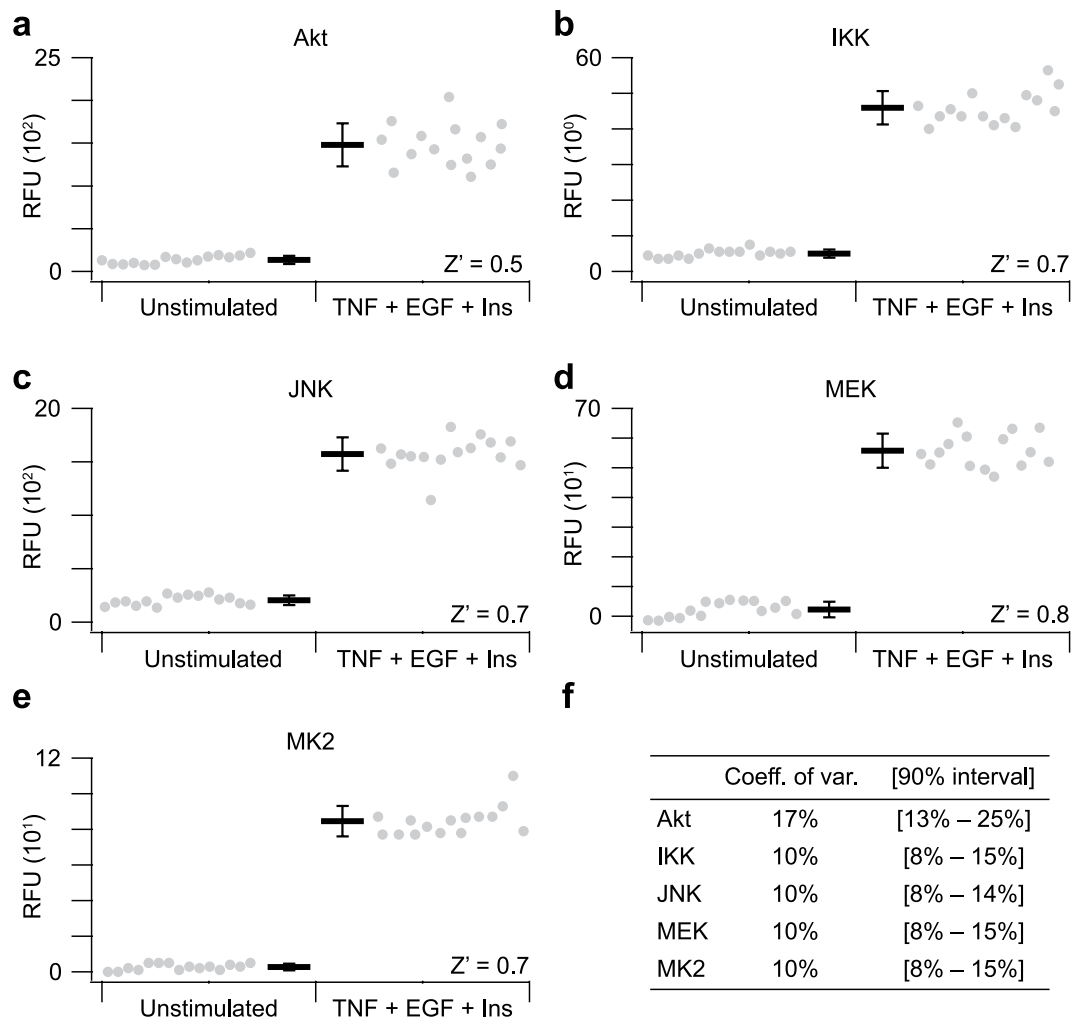 a
Akt
25
RFU (10²)
0
Z' = 0.5
Unstimulated
TNF + EGF + Ins
b
IKK
60
RFU (10⁰)
0
Z' = 0.7
Unstimulated
TNF + EGF + Ins
c
JNK
20
RFU (10²)
0
Z' = 0.7
Unstimulated
TNF + EGF + Ins
d
MEK
70
RFU (10¹)
0
Z' = 0.8
Unstimulated
TNF + EGF + Ins
e
MK2
12
RFU (10¹)
0
Z' = 0.7
Unstimulated
TNF + EGF + Ins
f
Coeff. of var. [90% interval]
Akt 17% [13% – 25%]
IKK 10% [8% – 15%]
JNK 10% [8% – 14%]
MEK 10% [8% – 15%]
MK2 10% [8% – 15%]